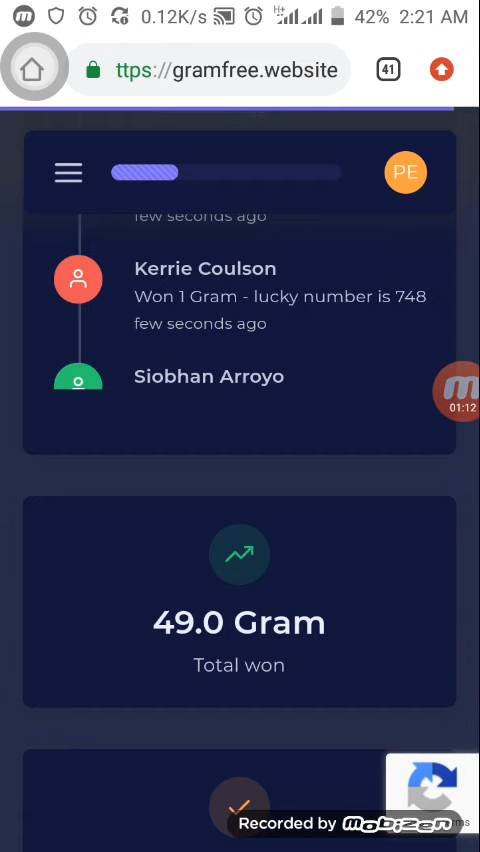 0.12K/s 42% 2:21 AM
ttps://gramfree.website 41
PE
few seconds ago
Kerrie Coulson
Won 1 Gram - lucky number is 748
few seconds ago
Siobhan Arroyo
01:12
49.0 Gram
Total won
Recorded by mobizen